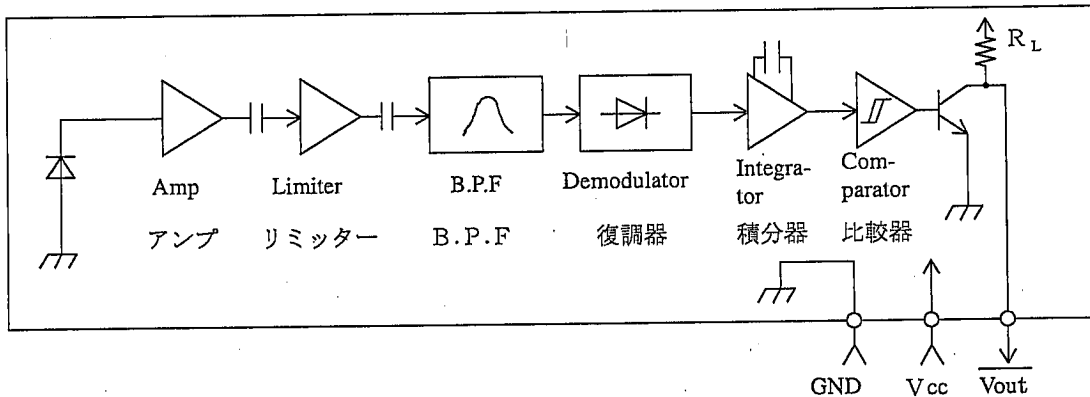 R L
Amp
アンプ
Limiter
リミッター
B.P.F
B.P.F
Demodulator
復調器
Integra-
tor
積分器
Com-
parator
比較器
GND
Vcc
Vout